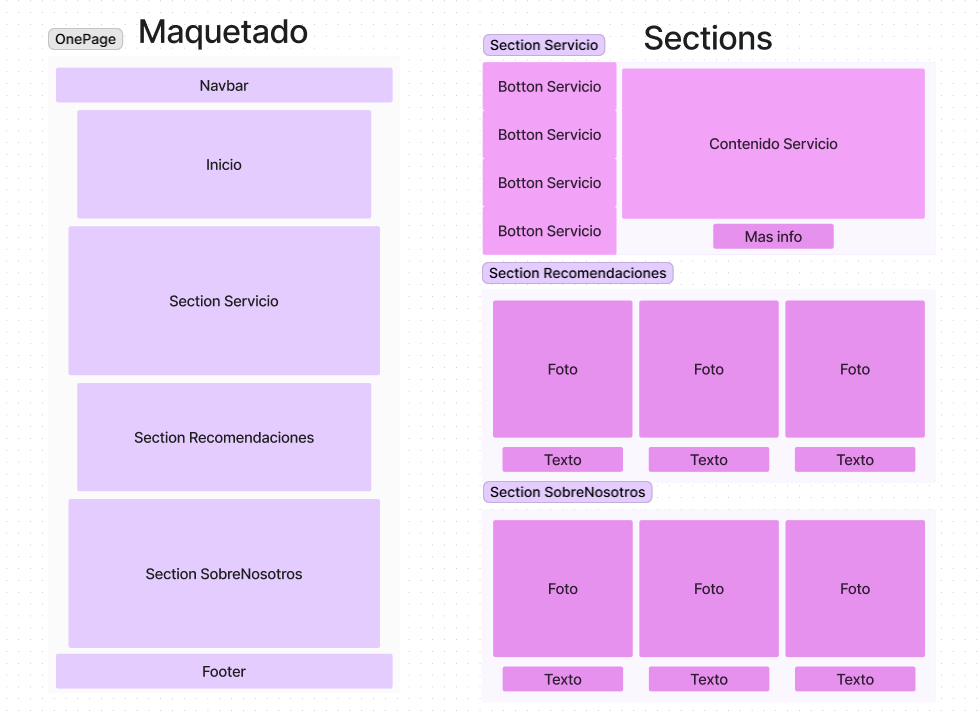 OnePage
Maquetado
Navbar
Inicio
Section Servicio
Section Recomendaciones
Section SobreNosotros
Footer
Sections
Section Servicio
Botton Servicio
Botton Servicio
Botton Servicio
Botton Servicio
Contenido Servicio
Mas info
Section Recomendaciones
Foto
Foto
Foto
Texto
Texto
Texto
Section SobreNosotros
Foto
Foto
Foto
Texto
Texto
Texto